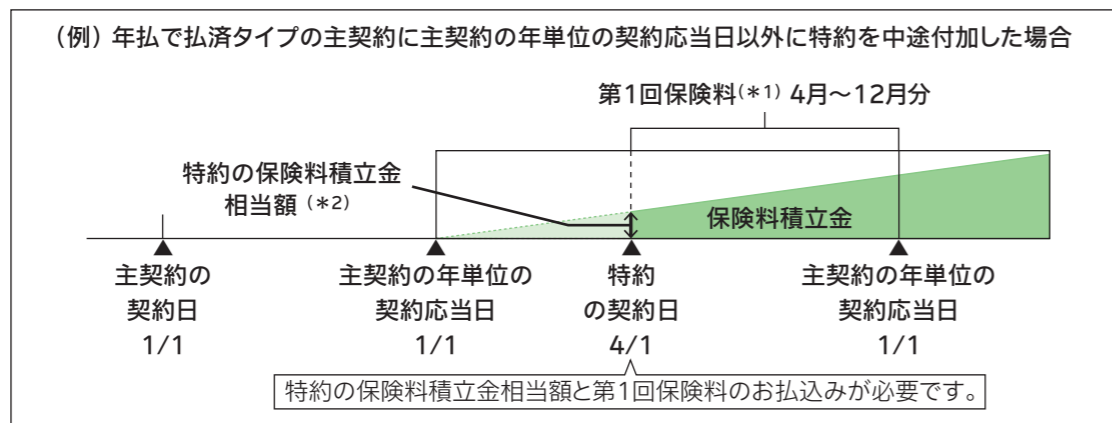 （例）年払で払済タイプの主契約に主契約の年単位の契約応当日以外に特約を中途付加した場合
第1回保険料(*1) 4月～12月分
特約の保険料積立金
相当額 (*2)
保険料積立金
主契約の
契約日
1/1
主契約の年単位の
契約応当日
1/1
特約
の契約日
4/1
主契約の年単位の
契約応当日
1/1
特約の保険料積立金相当額と第1回保険料のお払込みが必要です。